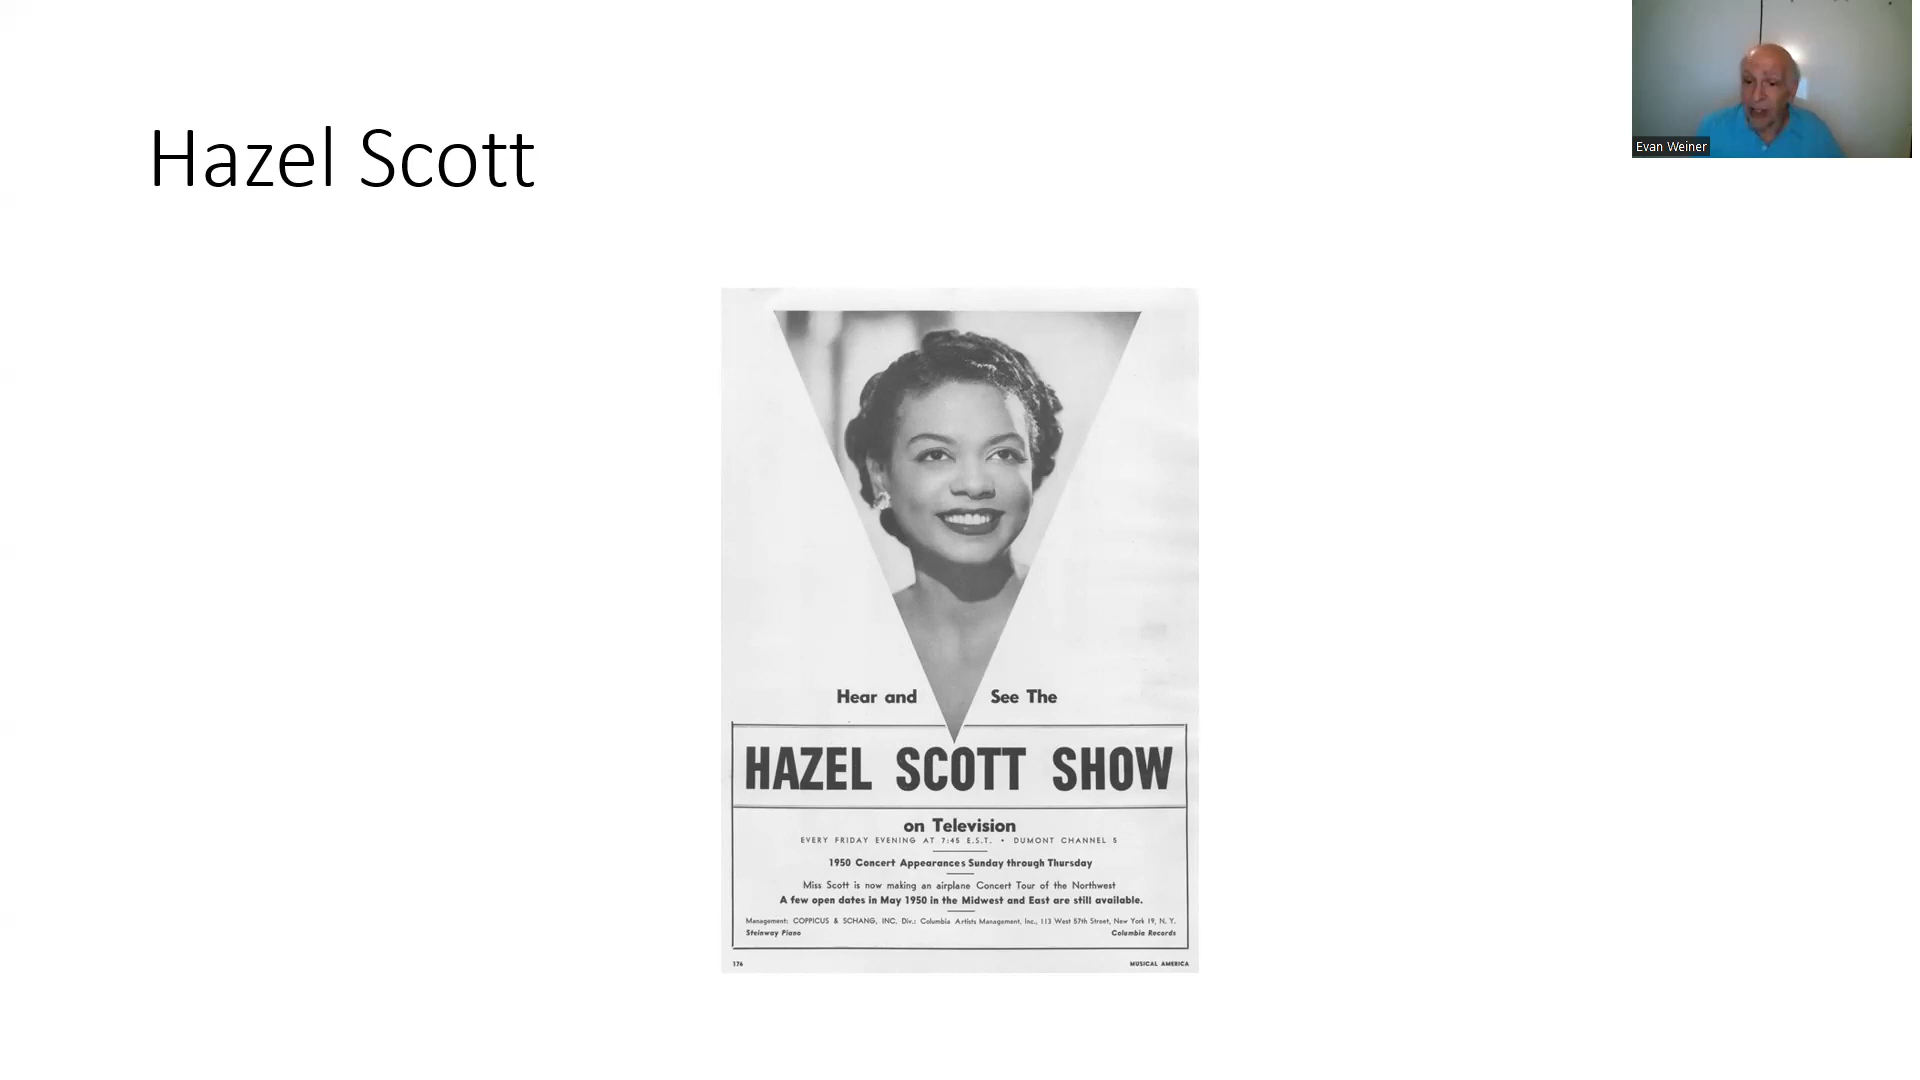 Hazel Scott
Evan Weiner
Hear and See The
HAZEL SCOTT SHOW
on Television
EVERY FRIDAY EVENING AT 7:45 E.S.T. • DUMONT CHANNEL 5
1950 Concert Appearances Sunday through Thursday
Miss Scott is now making an airplane Concert Tour of the Northwest
A few open dates in May 1950 in the Midwest and East are still available.
Management: COPPICUS & SCHANG, INC. Div.: Columbia Artists Management, Inc., 113 West 57th Street, New York 19, N. Y.
Steinway Piano Columbia Records
176 MUSICAL AMERICA